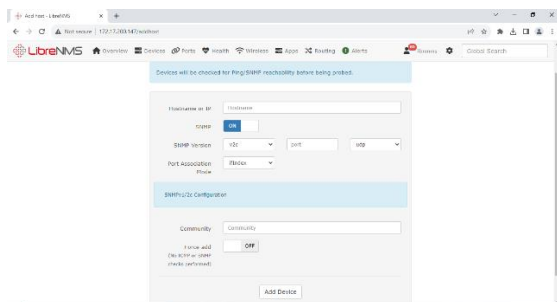 Add host - LibreNMS
Not secure | 172.17.200.147/addhost
LibreNMS Overview Devices Ports Health Wireless Apps Routing Alerts Global Search
Devices will be checked for Ping/SNMP reachability before being probed.
Hostname or IP Hostname
SNMP ON
SNMP Version v2c port udp
Port Association ifIndex
Mode
SNMPv1/2c Configuration
Community Community
Force add OFF
(No ICMP or SNMP
checks performed)
Add Device